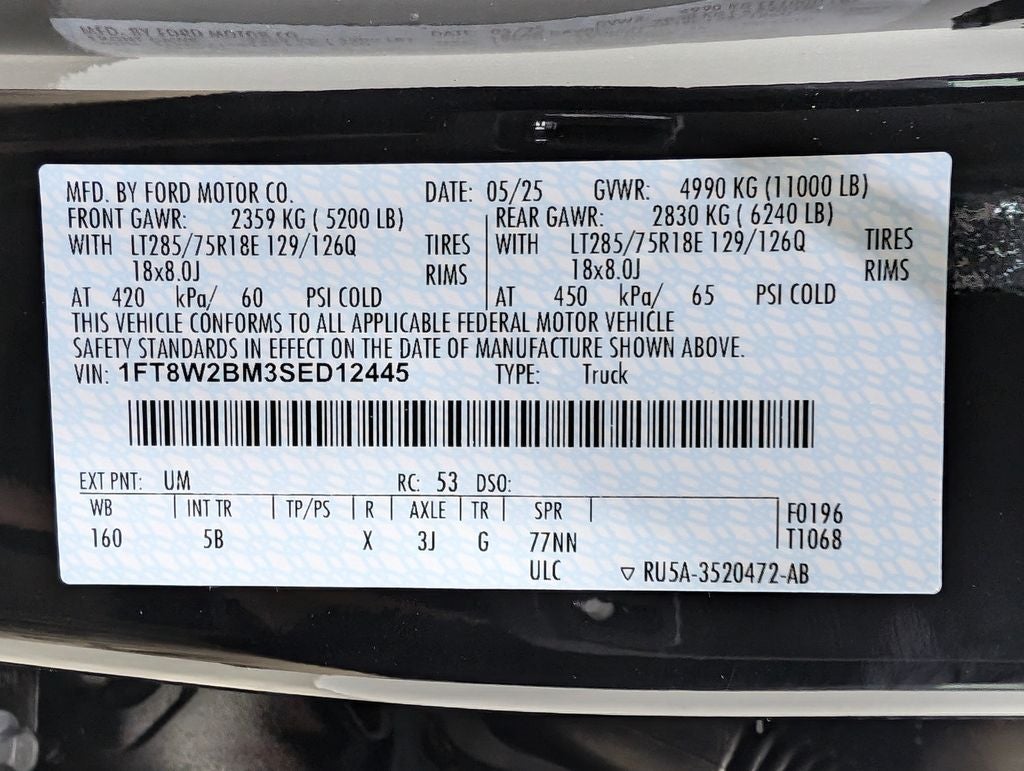 MFD. BY FORD MOTOR CO.
MFD. BY FORD MOTOR CO. DATE: 05/25 GVWR: 4990 KG (11000 LB)
FRONT GAWR: 2359 KG ( 5200 LB) REAR GAWR: 2830 KG ( 6240 LB)
WITH LT285/75R18E 129/126Q TIRES WITH LT285/75R18E 129/126Q TIRES
18x8.0J RIMS 18x8.0J RIMS
AT 420 kPa/ 60 PSI COLD AT 450 kPa/ 65 PSI COLD
THIS VEHICLE CONFORMS TO ALL APPLICABLE FEDERAL MOTOR VEHICLE
SAFETY STANDARDS IN EFFECT ON THE DATE OF MANUFACTURE SHOWN ABOVE.
VIN: 1FT8W2BM3SED12445 TYPE: Truck
EXT PNT: UM RC: 53 DSO:
WB INT TR TP/PS R AXLE TR SPR F0196
160 5B X 3J G 77NN T1068
ULC ▽ RU5A-3520472-AB